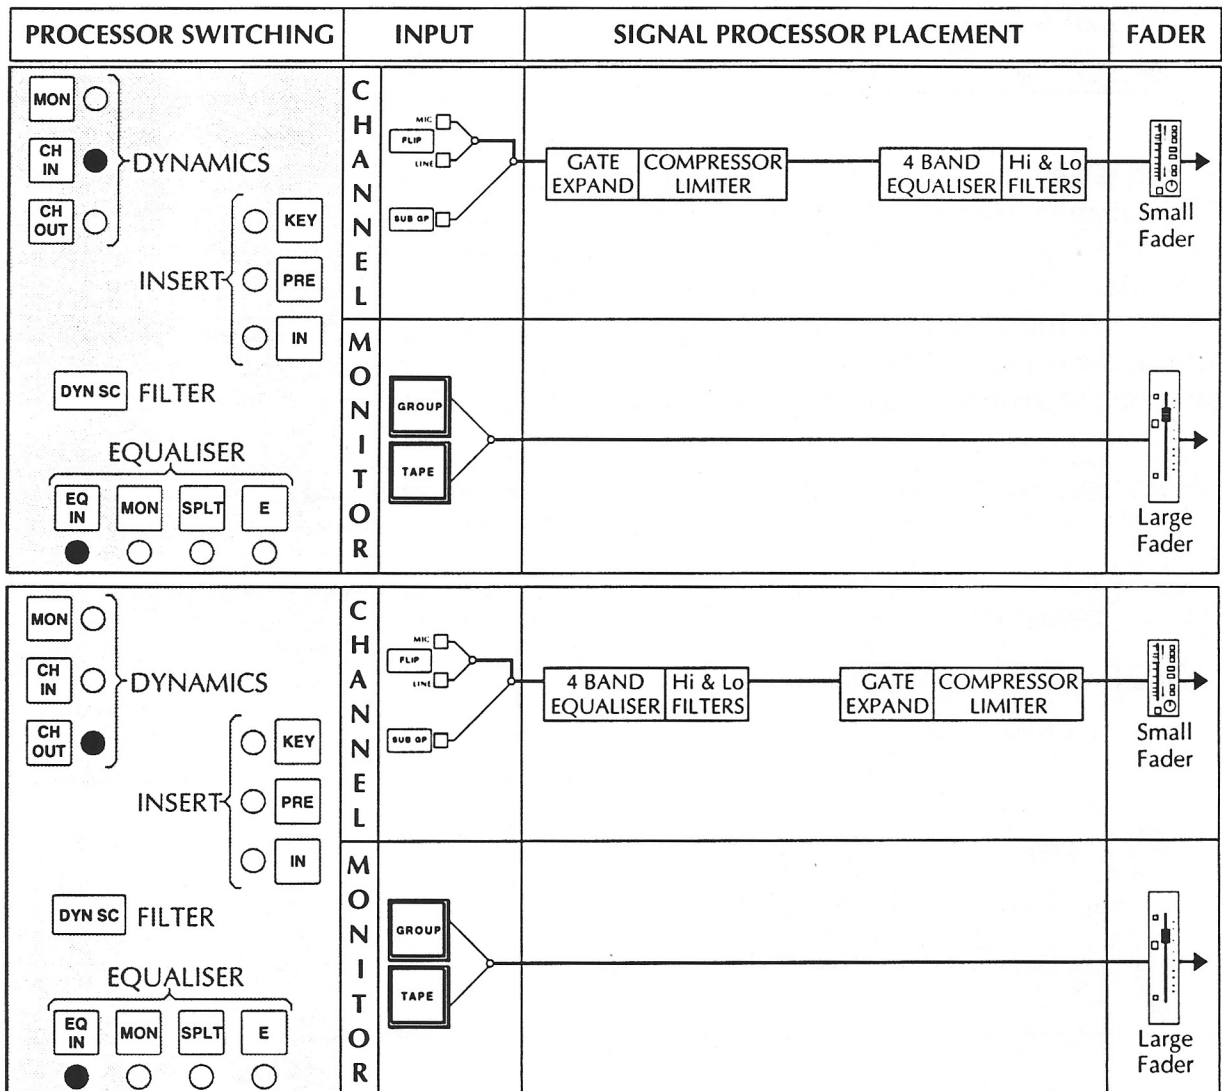 PROCESSOR SWITCHING
INPUT
SIGNAL PROCESSOR PLACEMENT
FADER
MON
CH
IN
CH
OUT
DYNAMICS
INSERT
KEY
PRE
IN
DYN SC
FILTER
EQUALISER
EQ
IN
MON
SPLT
E
CHANNEL
MIC
FLIP
LINE
SUB GP
GATE
EXPAND
COMPRESSOR
LIMITER
4 BAND
EQUALISER
Hi & Lo
FILTERS
Small
Fader
MONITOR
GROUP
TAPE
Large
Fader
MON
CH
IN
CH
OUT
DYNAMICS
INSERT
KEY
PRE
IN
DYN SC
FILTER
EQUALISER
EQ
IN
MON
SPLT
E
CHANNEL
MIC
FLIP
LINE
SUB GP
4 BAND
EQUALISER
Hi & Lo
FILTERS
GATE
EXPAND
COMPRESSOR
LIMITER
Small
Fader
MONITOR
GROUP
TAPE
Large
Fader